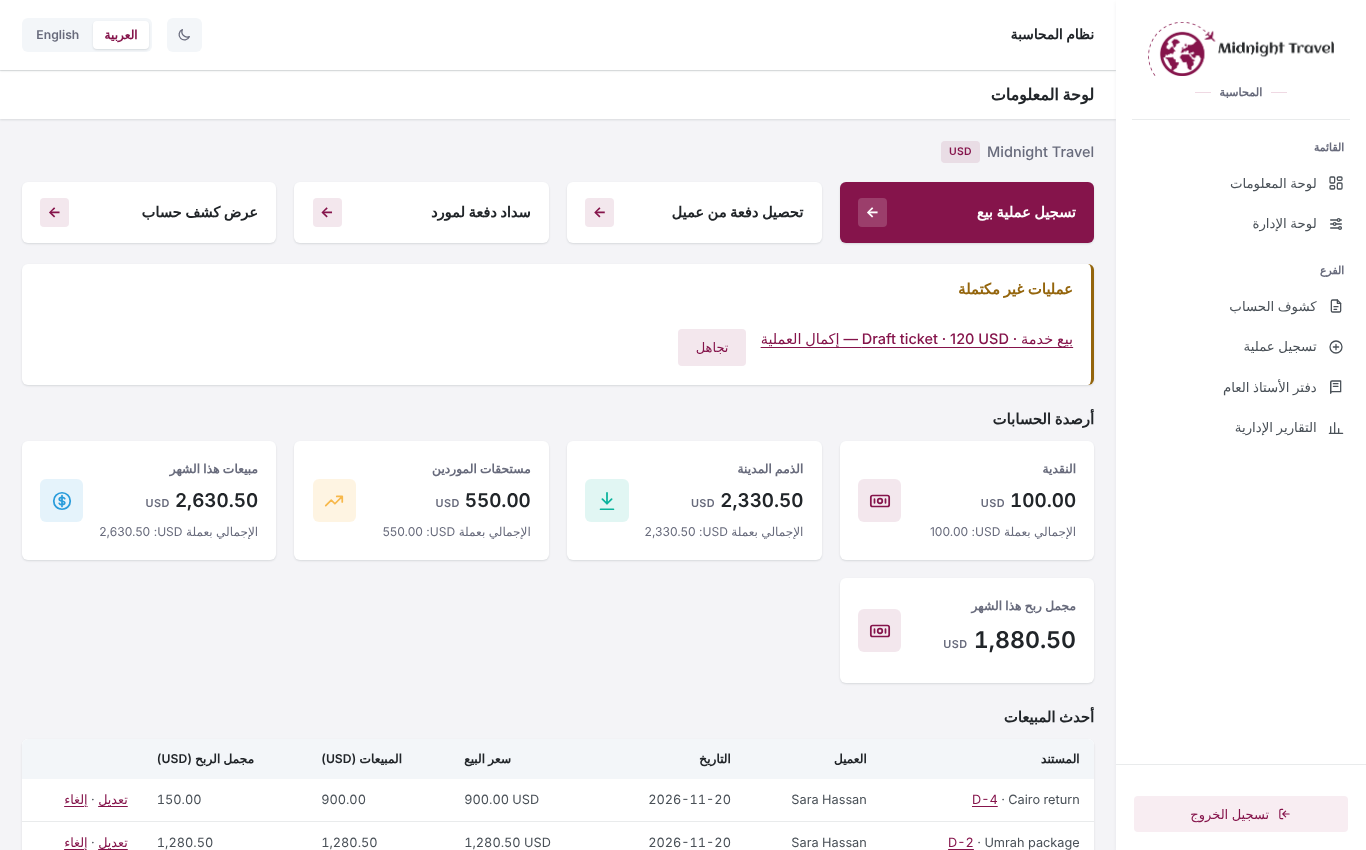 Midnight Travel
المحاسبة
القائمة
لوحة المعلومات
لوحة الإدارة
الفرع
كشوف الحساب
تسجيل عملية
دفتر الأستاذ العام
التقارير الإدارية
تسجيل الخروج
نظام المحاسبة
العربية
English
لوحة المعلومات
Midnight Travel USD
تسجيل عملية بيع
تحصيل دفعة من عميل
سداد دفعة لمورد
عرض كشف حساب
عمليات غير مكتملة
بيع خدمة · Draft ticket · 120 USD — إكمال العملية
تجاهل
أرصدة الحسابات
النقدية
100.00 USD
الإجمالي بعملة USD: 100.00
الذمم المدينة
2,330.50 USD
الإجمالي بعملة USD: 2,330.50
مستحقات الموردين
550.00 USD
الإجمالي بعملة USD: 550.00
مبيعات هذا الشهر
2,630.50 USD
الإجمالي بعملة USD: 2,630.50
مجمل ربح هذا الشهر
1,880.50 USD
أحدث المبيعات
المستند العميل التاريخ سعر البيع المبيعات (USD) مجمل الربح (USD)
D-4 · Cairo return Sara Hassan 2026-11-20 900.00 USD 900.00 150.00 تعديل · إلغاء
D-2 · Umrah package Sara Hassan 2026-11-20 1,280.50 USD 1,280.50 1,280.50 تعديل · إلغاء